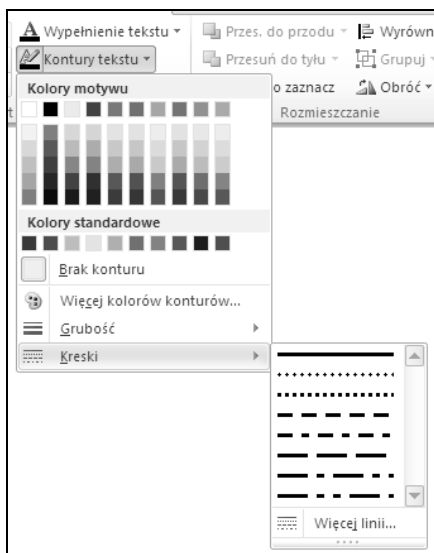 Wypełnienie tekstu
Przes. do przodu
Wyrówn
Kontury tekstu
Przesuń do tyłu
Grupuj
Kolory motywu
o zaznacz
Obróć
Rozmieszczanie
Kolory standardowe
Brak konturu
Więcej kolorów konturów...
Grubość
Kreski
Więcej linii...